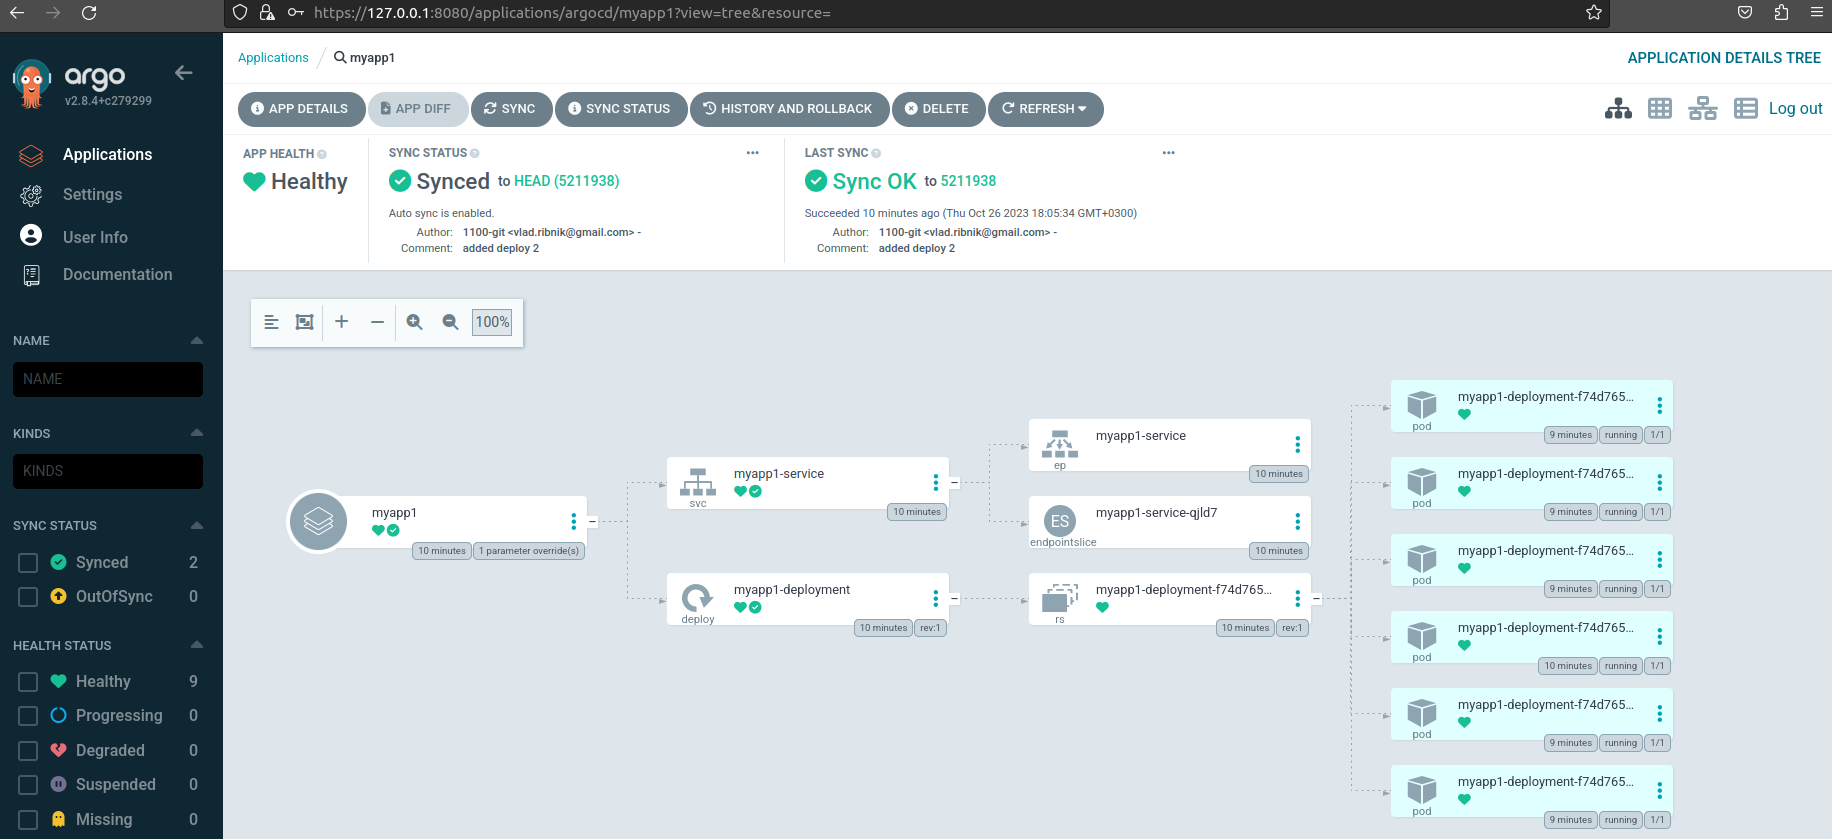 https://127.0.0.1:8080/applications/argocd/myapp1?view=tree&resource=
argo
v2.8.4+c279299
Applications
Settings
User Info
Documentation
NAME
NAME
KINDS
KINDS
SYNC STATUS
Synced 2
OutOfSync 0
HEALTH STATUS
Healthy 9
Progressing 0
Degraded 0
Suspended 0
Missing 0
Applications / myapp1
APPLICATION DETAILS TREE
APP DETAILS APP DIFF SYNC SYNC STATUS HISTORY AND ROLLBACK DELETE REFRESH
Log out
APP HEALTH
Healthy
SYNC STATUS
Synced to HEAD (5211938)
Auto sync is enabled.
Author: 1100-git <vlad.ribnik@gmail.com> -
Comment: added deploy 2
LAST SYNC
Sync OK to 5211938
Succeeded 10 minutes ago (Thu Oct 26 2023 18:05:34 GMT+0300)
Author: 1100-git <vlad.ribnik@gmail.com> -
Comment: added deploy 2
100%
myapp1
10 minutes 1 parameter override(s)
myapp1-service
svc
10 minutes
myapp1-deployment
deploy
10 minutes rev:1
myapp1-service
ep
10 minutes
ES
myapp1-service-qjld7
endpointslice
10 minutes
myapp1-deployment-f74d765...
rs
10 minutes rev:1
myapp1-deployment-f74d765...
pod
9 minutes running 1/1
myapp1-deployment-f74d765...
pod
9 minutes running 1/1
myapp1-deployment-f74d765...
pod
9 minutes running 1/1
myapp1-deployment-f74d765...
pod
10 minutes running 1/1
myapp1-deployment-f74d765...
pod
9 minutes running 1/1
myapp1-deployment-f74d765...
pod
9 minutes running 1/1